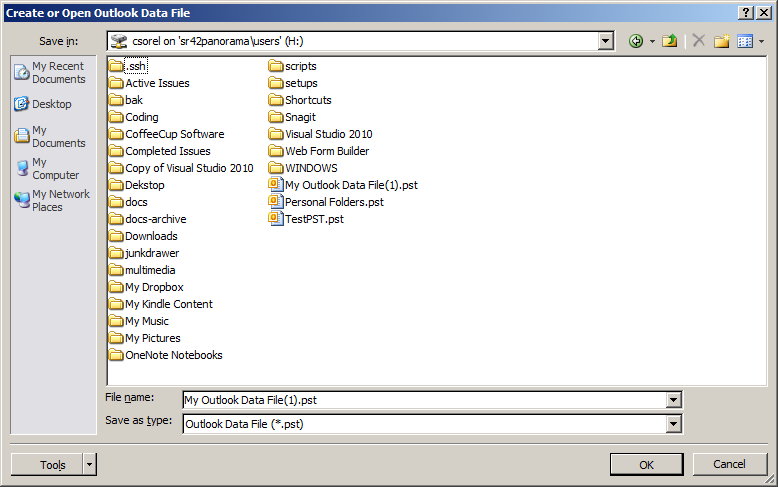 Create or Open Outlook Data File
Save in:
csorel on 'sr42panorama\users' (H:)
My Recent
Documents
Desktop
My
Documents
My
Computer
My Network
Places
.ssh
Active Issues
bak
Coding
CoffeeCup Software
Completed Issues
Copy of Visual Studio 2010
Dekstop
docs
docs-archive
Downloads
junkdrawer
multimedia
My Dropbox
My Kindle Content
My Music
My Pictures
OneNote Notebooks
scripts
setups
Shortcuts
Snagit
Visual Studio 2010
Web Form Builder
WINDOWS
My Outlook Data File(1).pst
Personal Folders.pst
TestPST.pst
File name:
My Outlook Data File(1).pst
Save as type:
Outlook Data File (*.pst)
Tools
OK
Cancel